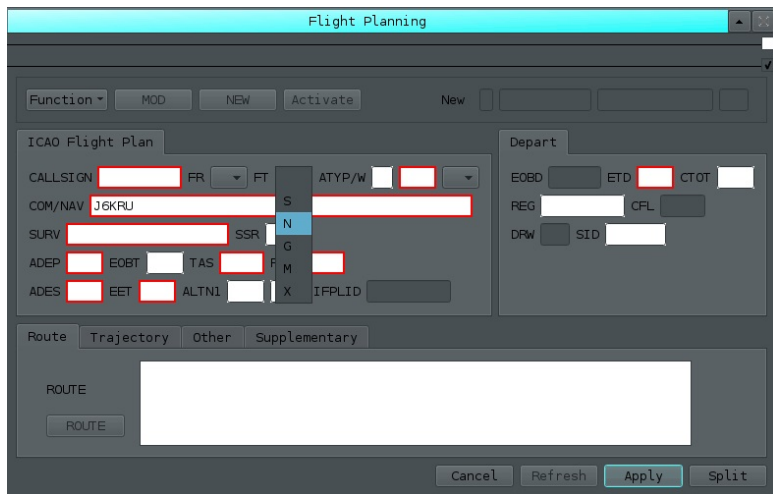 Flight Planning
Function MOD NEW Activate New
ICAO Flight Plan
Depart
CALLSIGN FR FT ATYP/W
EOBD ETD CTOT
COM/NAV J6KRU
S
REG CFL
SURV SSR
N
DRW SID
G
ADEP EOBT TAS
M
ADES EET ALTN1
X
IFPLID
Route Trajectory Other Supplementary
ROUTE
ROUTE
Cancel Refresh Apply Split